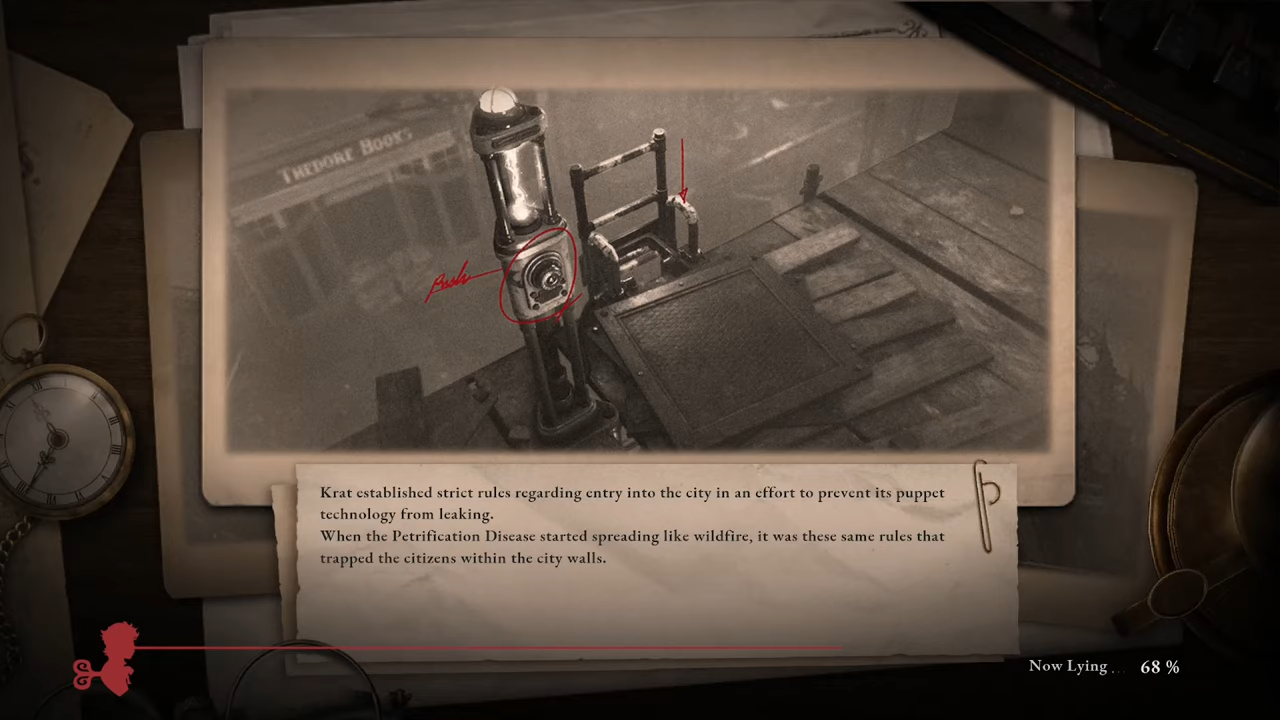 THEDORE BOOKS
Push
Krat established strict rules regarding entry into the city in an effort to prevent its puppet
technology from leaking.
When the Petrification Disease started spreading like wildfire, it was these same rules that
trapped the citizens within the city walls.
Now Lying... 68 %